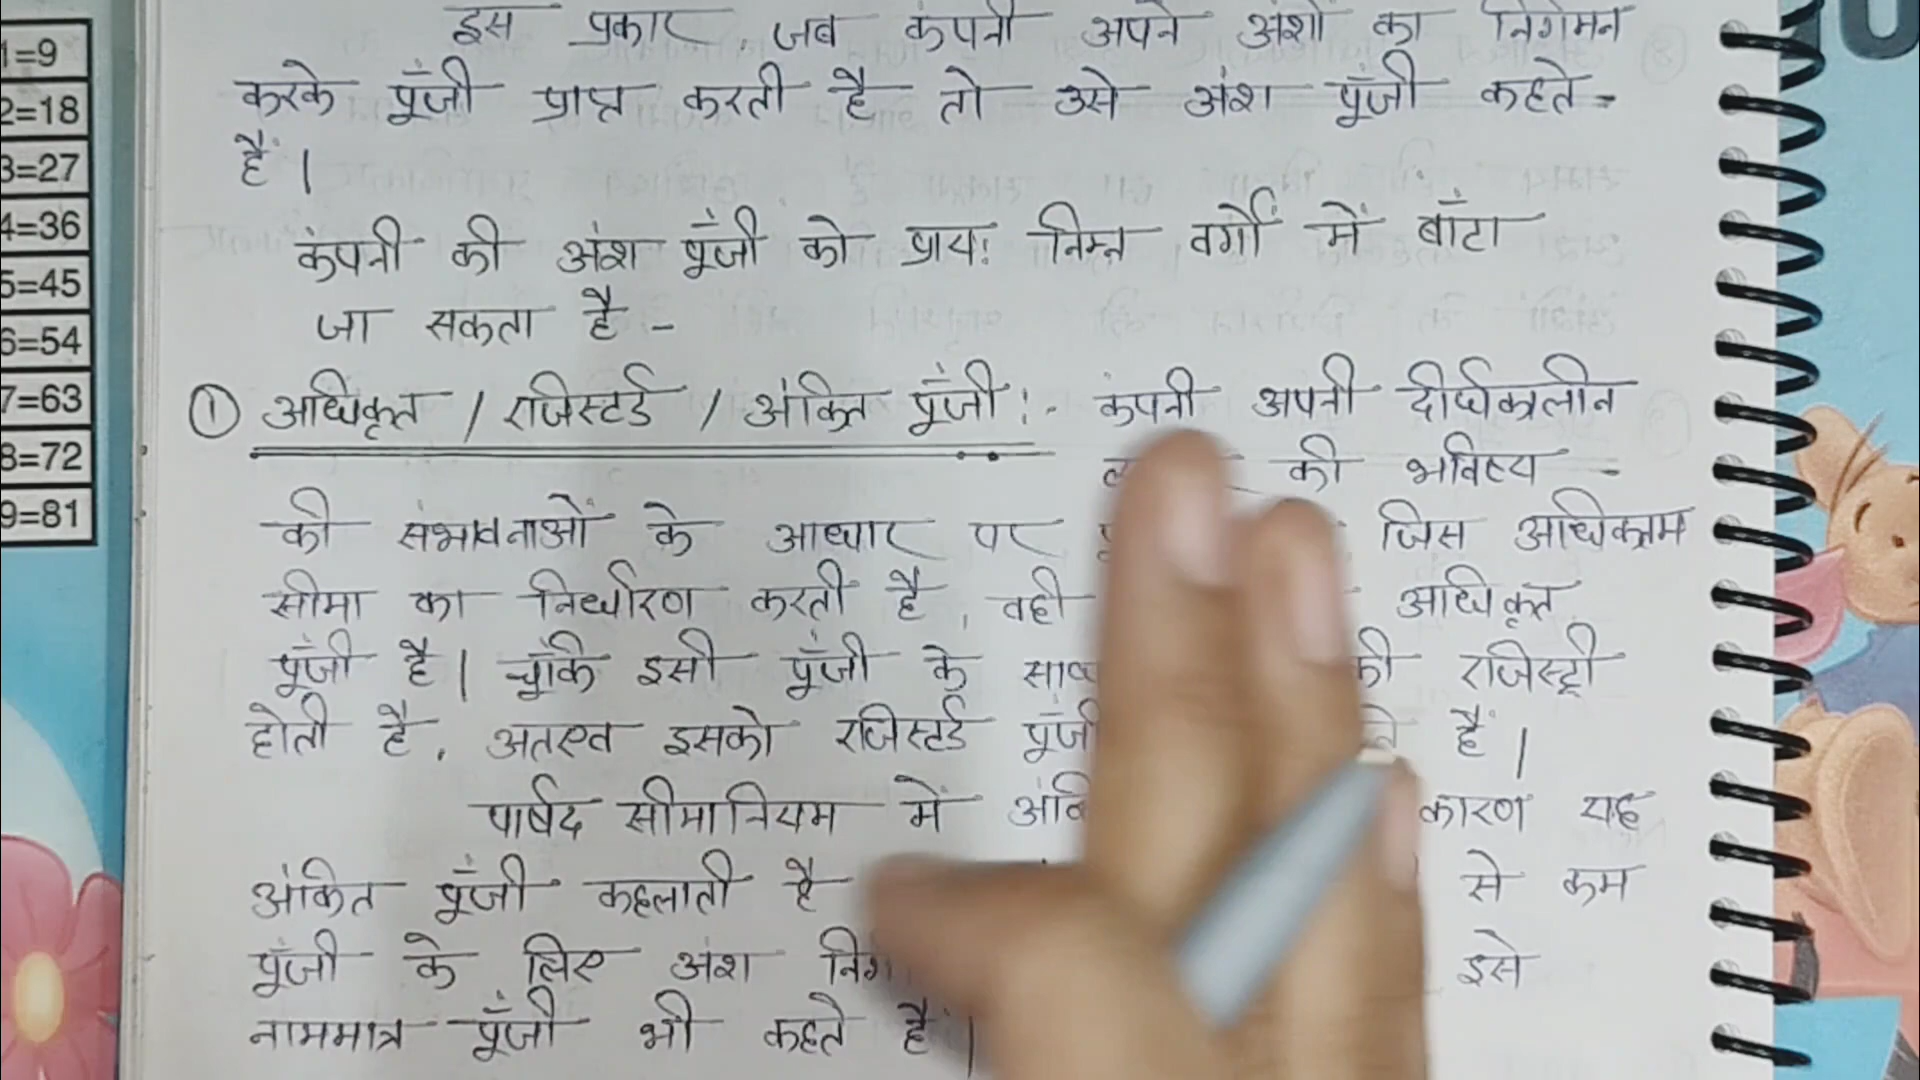 1=9
2=18
3=27
4=36
5=45
6=54
7=63
8=72
9=81
इस प्रकार, जब कंपनी अपने अंशों का निर्गमन
करके पूँजी प्राप्त करती है तो उसे अंश पूँजी कहते-
हैं।
कंपनी की अंश पूँजी को प्रायः निम्न वर्गों में बाँटा
जा सकता है -
① अधिकृत / रजिस्टर्ड / अंकित पूँजी :- कंपनी अपनी दीर्घकालीन
की भविष्य -
की संभावनाओं के आधार पर जिस अधिकतम
सीमा का निर्धारण करती है, वही अधिकृत
पूँजी है। चूँकि इसी पूँजी के साथ की रजिस्ट्री
होती है, अतएव इसको रजिस्टर्ड पूँजी हैं।
पार्षद सीमानियम में कारण यह
अंकित पूँजी कहलाती है से कम
पूँजी के लिए अंश इसे
नाममात्र पूँजी भी कहते हैं।